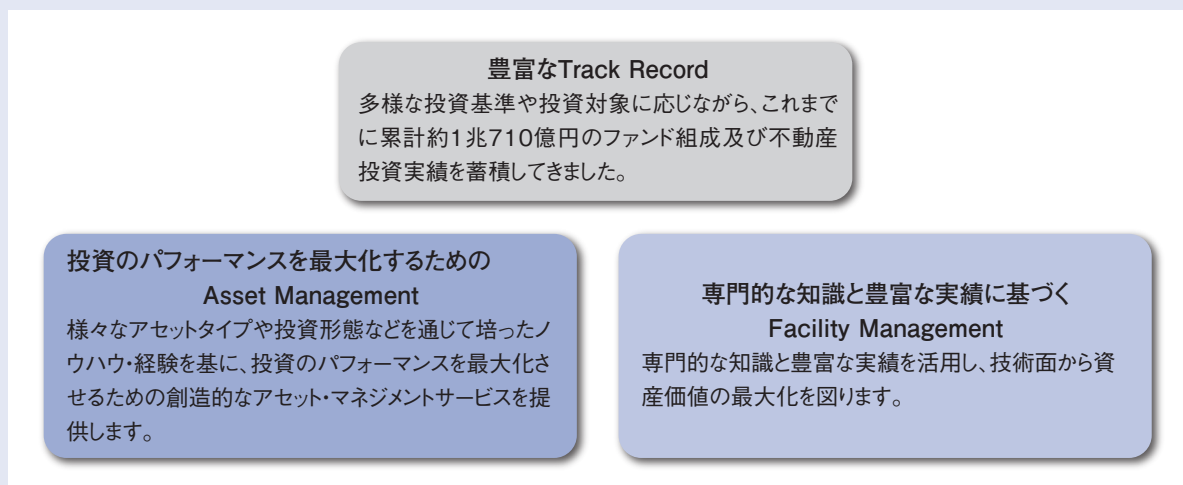 豊富なTrack Record
多様な投資基準や投資対象に応じながら、これまで
に累計約1兆710億円のファンド組成及び不動産
投資実績を蓄積してきました。
投資のパフォーマンスを最大化するための
Asset Management
様々なアセットタイプや投資形態などを通じて培ったノ
ウハウ・経験を基に、投資のパフォーマンスを最大化さ
せるための創造的なアセット・マネジメントサービスを提
供します。
専門的な知識と豊富な実績に基づく
Facility Management
専門的な知識と豊富な実績を活用し、技術面から資
産価値の最大化を図ります。